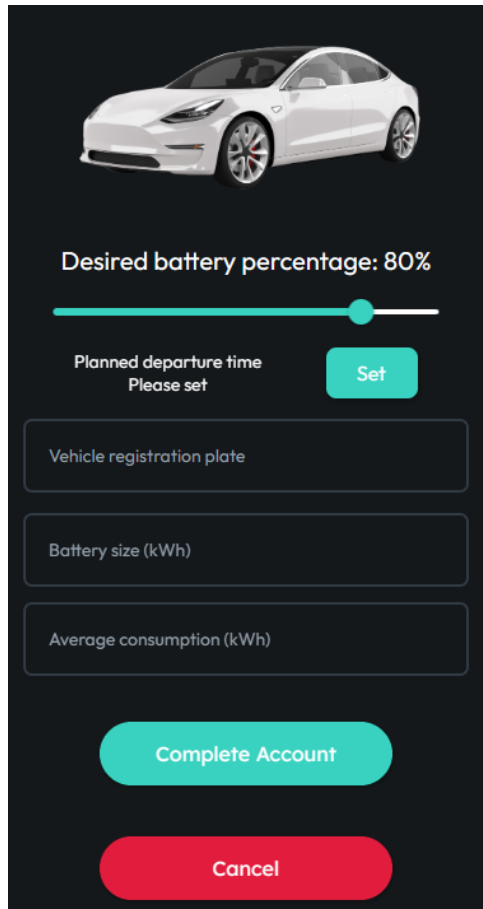 Desired battery percentage: 80%
Planned departure time
Please set
Set
Vehicle registration plate
Battery size (kWh)
Average consumption (kWh)
Complete Account
Cancel